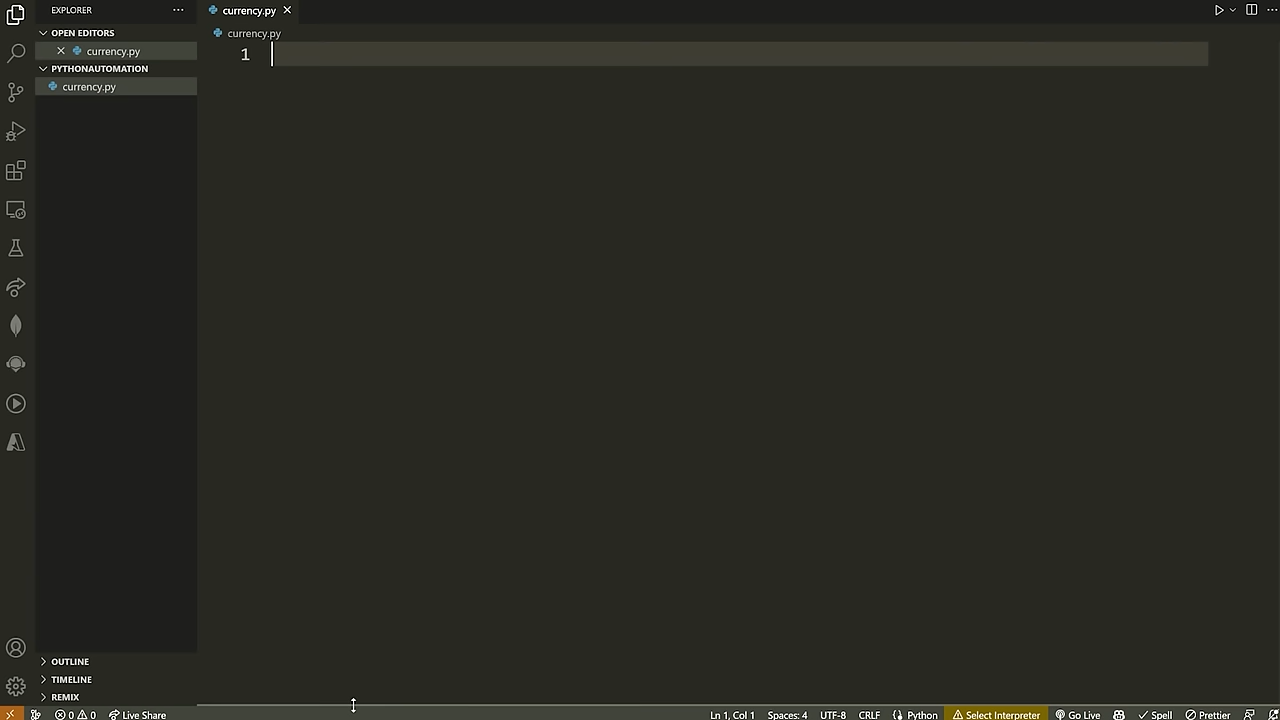 EXPLORER
currency.py
OPEN EDITORS
currency.py
currency.py
1
PYTHONAUTOMATION
currency.py
OUTLINE
TIMELINE
REMIX
0 0 Live Share Ln 1, Col 1 Spaces: 4 UTF-8 CRLF Python Select Interpreter Go Live Spell Prettier